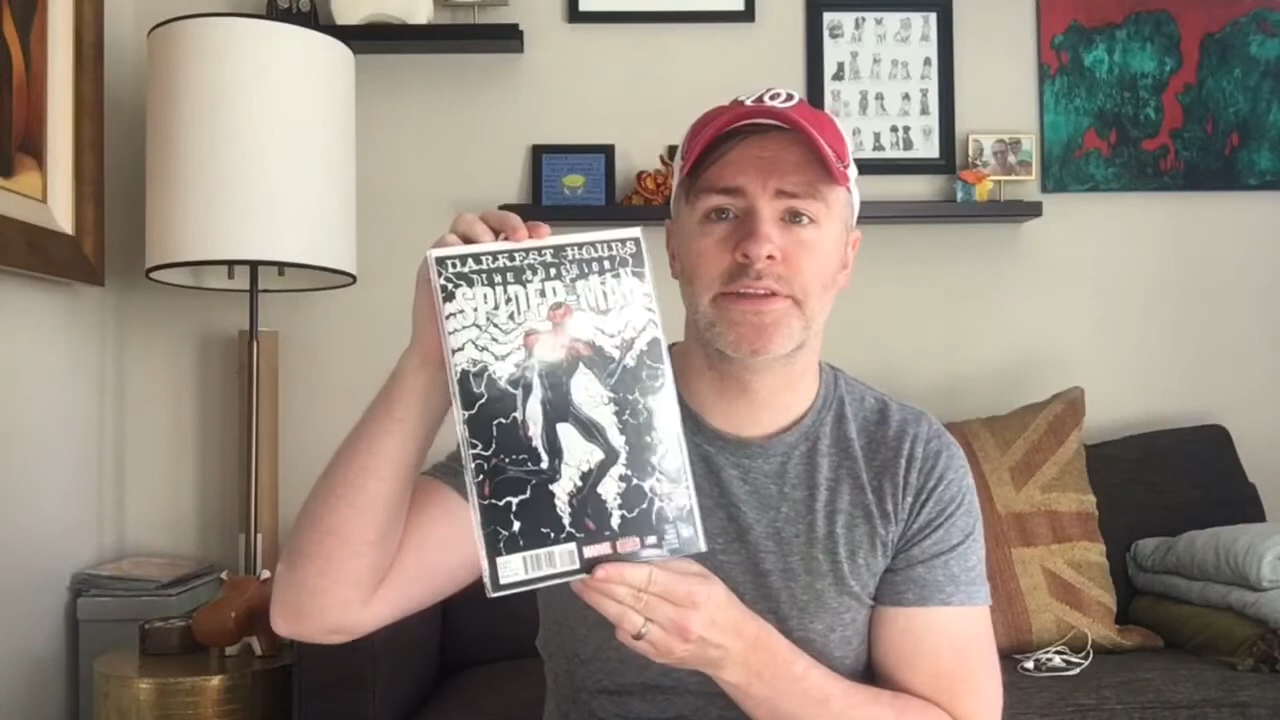 DARKEST HOURS
THE SUPERIOR
SPIDER-MAN
MARVEL